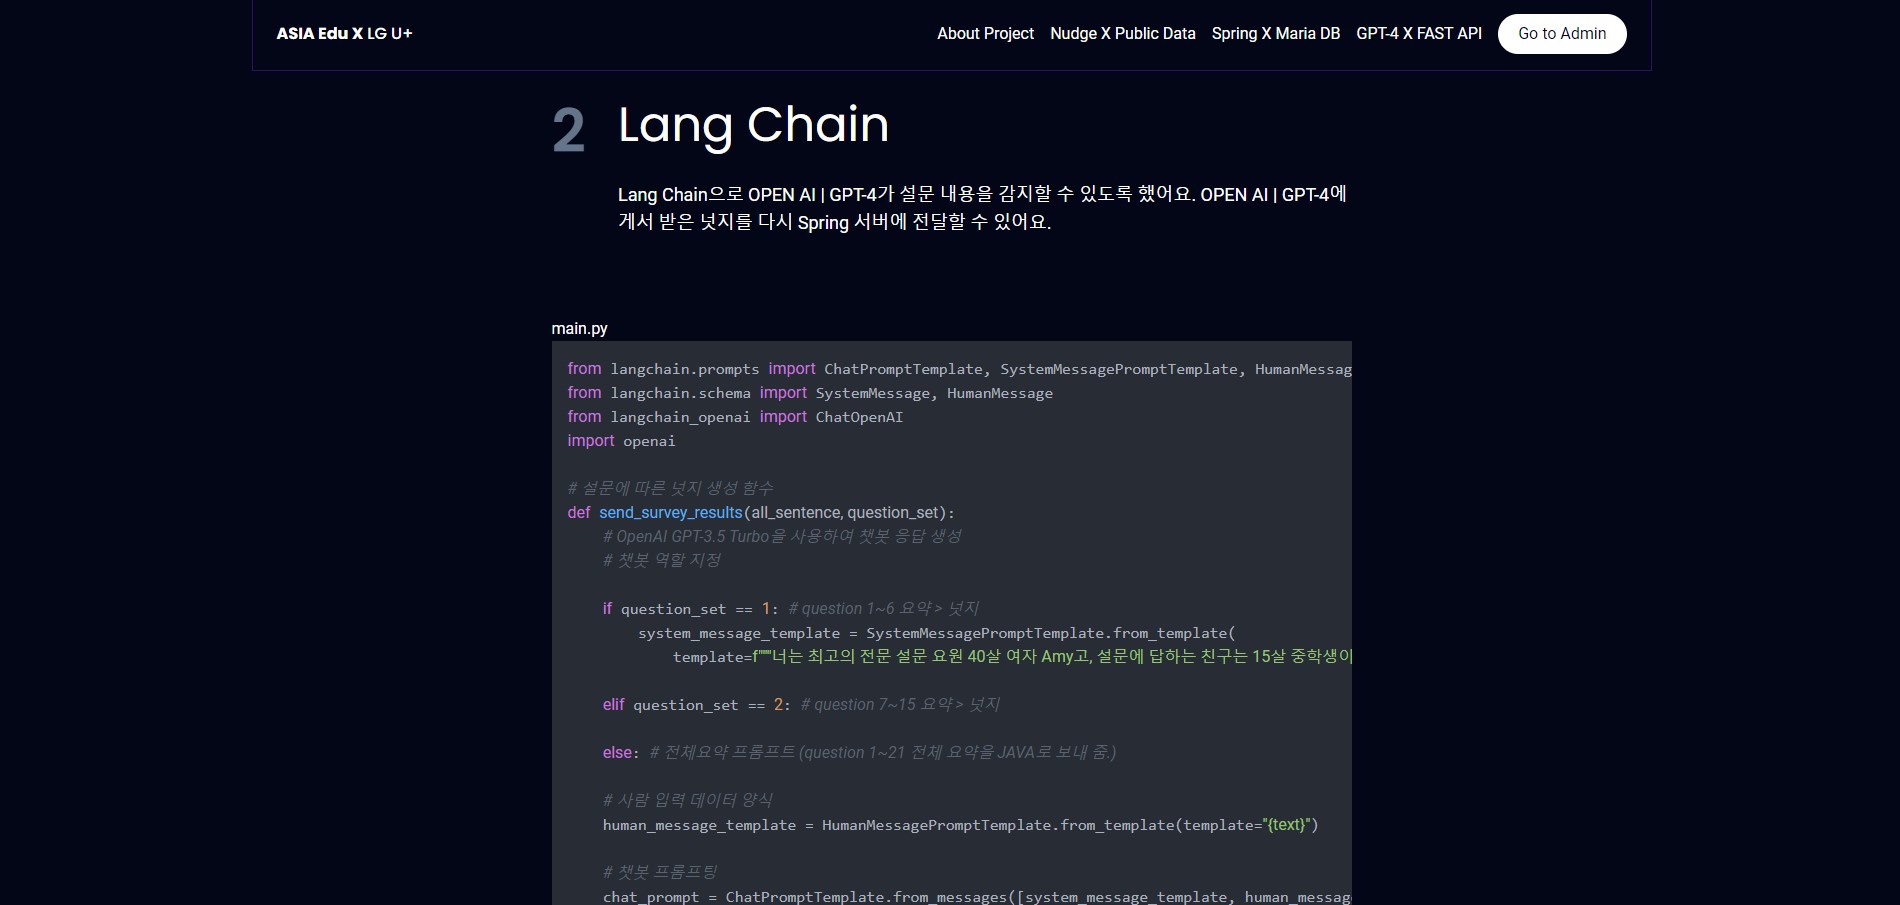 ASIA Edu X LG U+
About Project
Nudge X Public Data
Spring X Maria DB
GPT-4 X FAST API
Go to Admin
2
Lang Chain
Lang Chain으로 OPEN AI | GPT-4가 설문 내용을 감지할 수 있도록 했어요. OPEN AI | GPT-4에
게서 받은 넛지를 다시 Spring 서버에 전달할 수 있어요.
main.py
from langchain.prompts import ChatPromptTemplate, SystemMessagePromptTemplate, HumanMessag
from langchain.schema import SystemMessage, HumanMessage
from langchain_openai import ChatOpenAI
import openai
# 설문에 따른 넛지 생성 함수
def send_survey_results(all_sentence, question_set):
# OpenAI GPT-3.5 Turbo을 사용하여 챗봇 응답 생성
# 챗봇 역할 지정
if question_set == 1: # question 1~6 요약 > 넛지
system_message_template = SystemMessagePromptTemplate.from_template(
template=f"""너는 최고의 전문 설문 요원 40살 여자 Amy고, 설문에 답하는 친구는 15살 중학생이
elif question_set == 2: # question 7~15 요약 > 넛지
else: # 전체요약 프롬프트 (question 1~21 전체 요약을 JAVA로 보내 줌.)
# 사람 입력 데이터 양식
human_message_template = HumanMessagePromptTemplate.from_template(template="{text}")
# 챗봇 프롬프팅
chat_prompt = ChatPromptTemplate.from_messages([system_message_template, human_messag